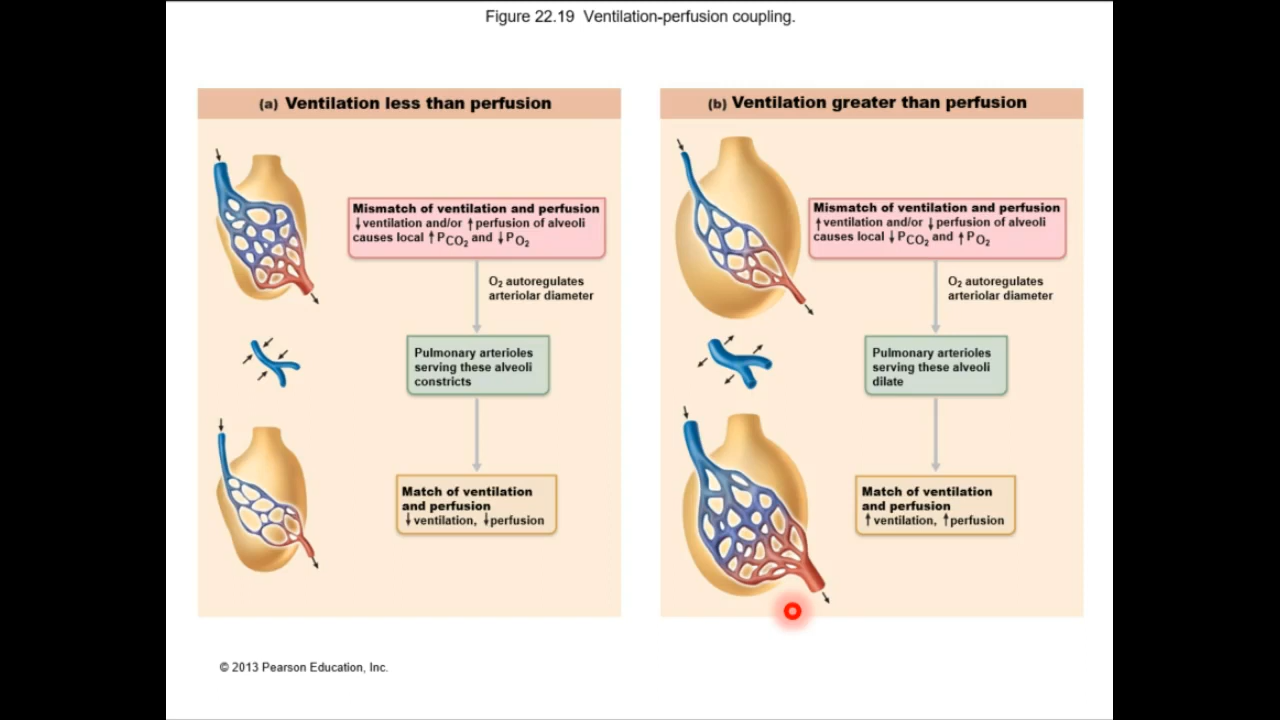 Figure 22.19 Ventilation-perfusion coupling.
(a) Ventilation less than perfusion
Mismatch of ventilation and perfusion
↓ventilation and/or ↑perfusion of alveoli
causes local ↑PCO2 and ↓PO2
O2 autoregulates
arteriolar diameter
Pulmonary arterioles
serving these alveoli
constricts
Match of ventilation
and perfusion
↓ventilation, ↓perfusion
(b) Ventilation greater than perfusion
Mismatch of ventilation and perfusion
↑ventilation and/or ↓perfusion of alveoli
causes local ↓PCO2 and ↑PO2
O2 autoregulates
arteriolar diameter
Pulmonary arterioles
serving these alveoli
dilate
Match of ventilation
and perfusion
↑ventilation, ↑perfusion
© 2013 Pearson Education, Inc.